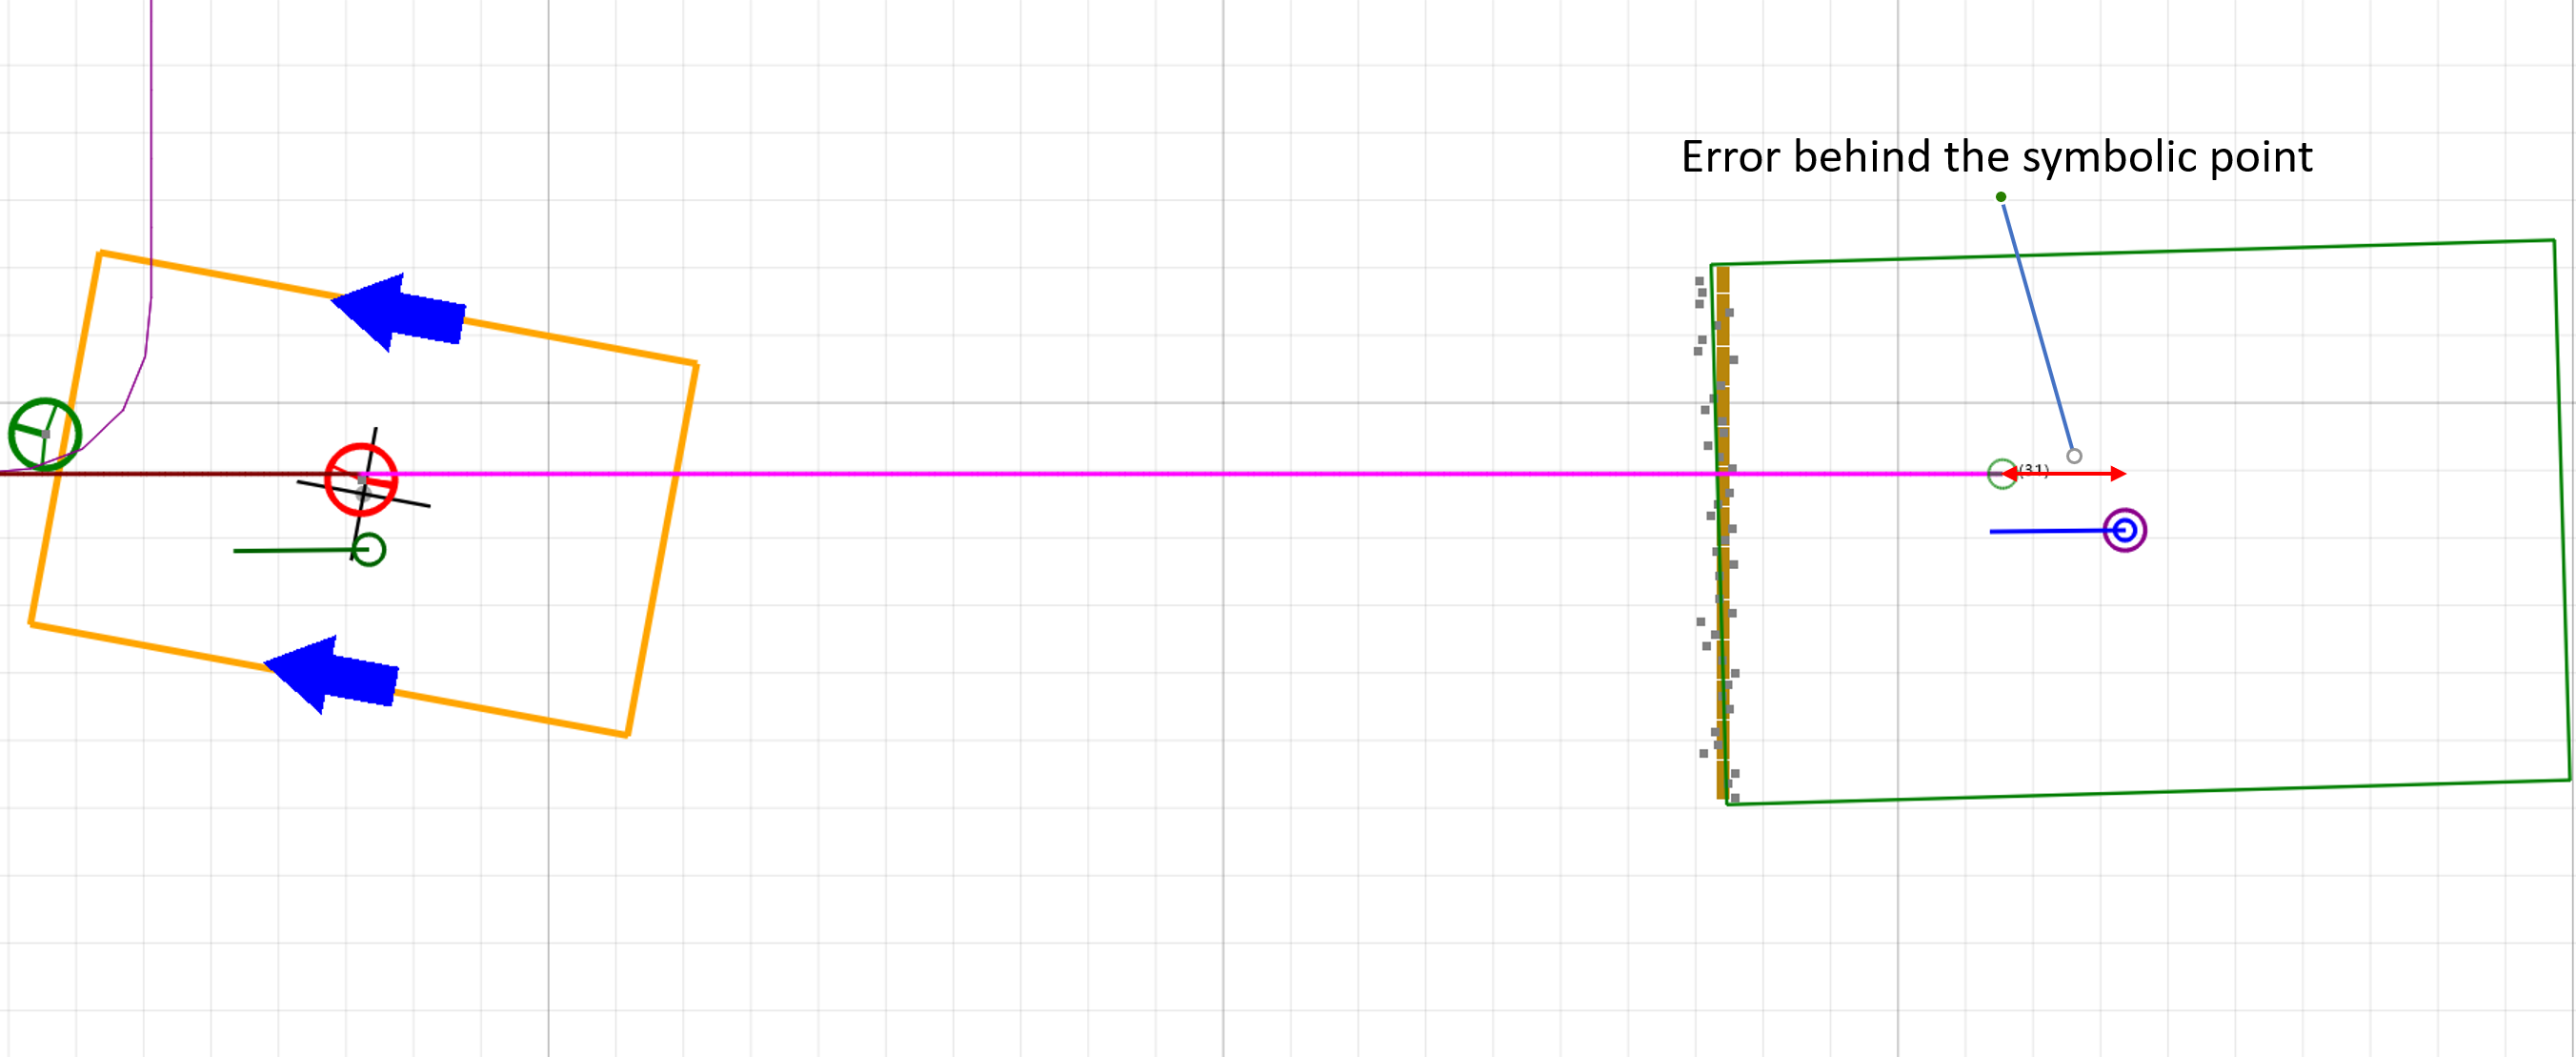 Error behind the symbolic point
(31)